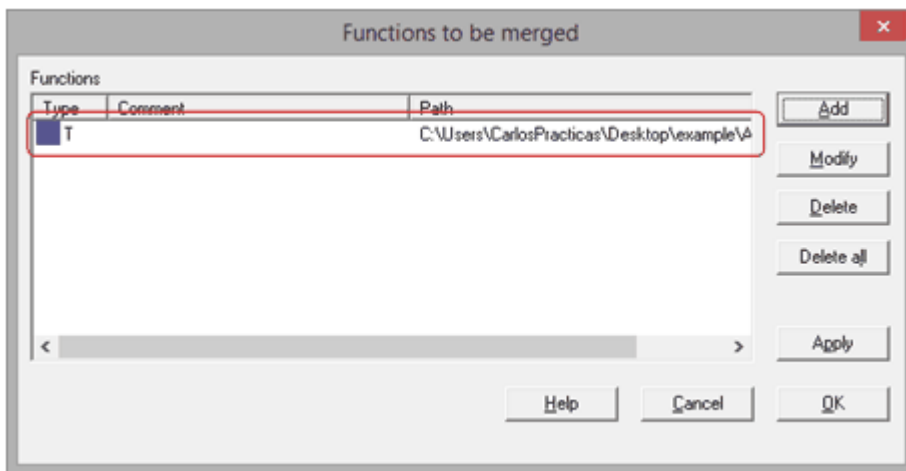 Functions to be merged
Functions
Type Comment Path
T C:\Users\CarlosPracticas\Desktop\example\A
Add
Modify
Delete
Delete all
Apply
Help Cancel OK